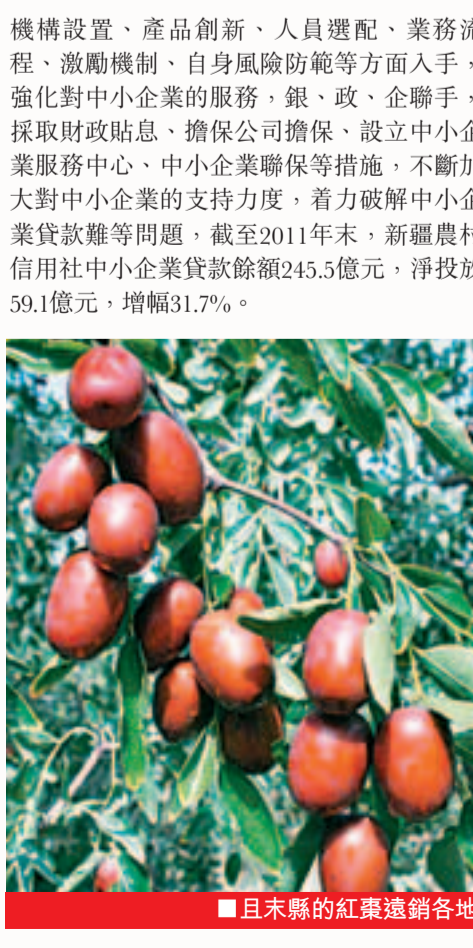 機構設置、產品創新、人員選配、業務流
程、激勵機制、自身風險防範等方面入手，
強化對中小企業的服務，銀、政、企聯手，
採取財政貼息、擔保公司擔保、設立中小企
業服務中心、中小企業聯保等措施，不斷加
大對中小企業的支持力度，着力破解中小企
業貸款難等問題，截至2011年末，新疆農村
信用社中小企業貸款餘額245.5億元，淨投放
59.1億元，增幅31.7%。
■且末縣的紅棗遠銷各地